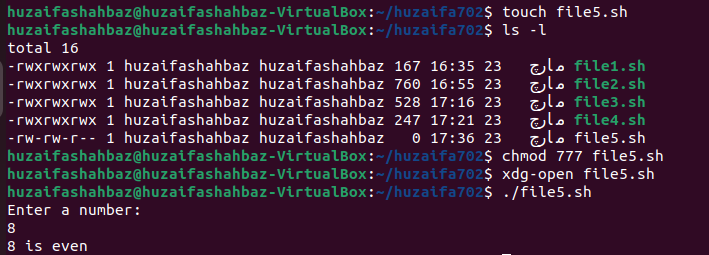 huzaifashahbaz@huzaifashahbaz-VirtualBox:~/huzaifa702$ touch file5.sh
huzaifashahbaz@huzaifashahbaz-VirtualBox:~/huzaifa702$ ls -l
total 16
-rwxrwxrwx 1 huzaifashahbaz huzaifashahbaz 167 16:35 23 مارچ file1.sh
-rwxrwxrwx 1 huzaifashahbaz huzaifashahbaz 760 16:55 23 مارچ file2.sh
-rwxrwxrwx 1 huzaifashahbaz huzaifashahbaz 528 17:16 23 مارچ file3.sh
-rwxrwxrwx 1 huzaifashahbaz huzaifashahbaz 247 17:21 23 مارچ file4.sh
-rw-rw-r-- 1 huzaifashahbaz huzaifashahbaz 0 17:36 23 مارچ file5.sh
huzaifashahbaz@huzaifashahbaz-VirtualBox:~/huzaifa702$ chmod 777 file5.sh
huzaifashahbaz@huzaifashahbaz-VirtualBox:~/huzaifa702$ xdg-open file5.sh
huzaifashahbaz@huzaifashahbaz-VirtualBox:~/huzaifa702$ ./file5.sh
Enter a number:
8
8 is even